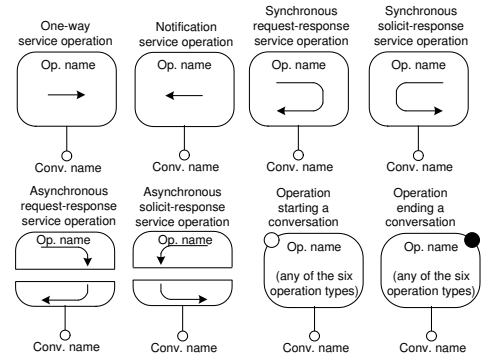 One-way
service operation
Op. name
Conv. name
Notification
service operation
Op. name
Conv. name
Synchronous
request-response
service operation
Op. name
Conv. name
Synchronous
solicit-response
service operation
Op. name
Conv. name
Asynchronous
request-response
service operation
Op. name
Conv. name
Asynchronous
solicit-response
service operation
Op. name
Conv. name
Operation
starting a
conversation
Op. name
(any of the six
operation types)
Conv. name
Operation
ending a
conversation
Op. name
(any of the six
operation types)
Conv. name